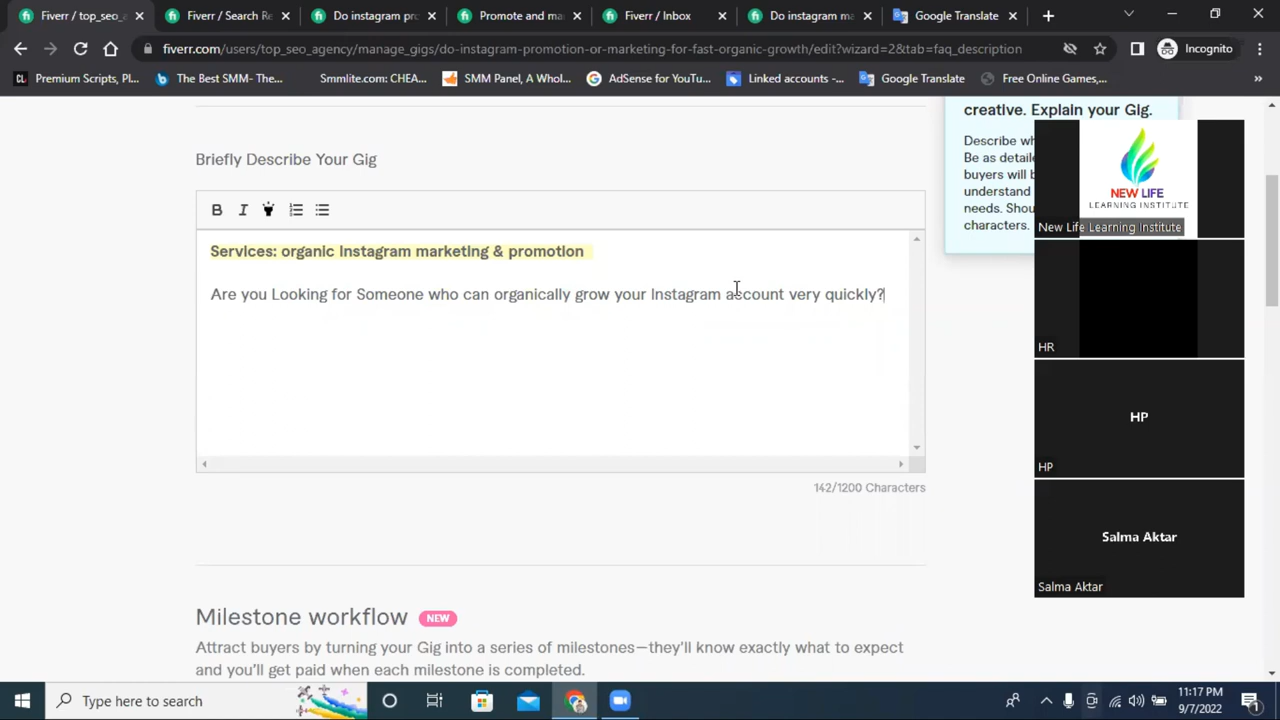 Fiverr / top_seo_a
Fiverr / Search Re
Do instagram pro
Promote and ma
Fiverr / Inbox
Do instagram ma
Google Translate
fiverr.com/users/top_seo_agency/manage_gigs/do-instagram-promotion-or-marketing-for-fast-organic-growth/edit?wizard=2&tab=faq_description
Incognito
Premium Scripts, Pl...
The Best SMM- The...
Smmlite.com: CHEA...
SMM Panel, A Whol...
AdSense for YouTu...
Linked accounts -...
Google Translate
Free Online Games,...
creative. Explain your Gig.
Describe wh
Be as detaile
buyers will b
understand
needs. Shou
characters.
Briefly Describe Your Gig
B I
Services: organic Instagram marketing & promotion
Are you Looking for Someone who can organically grow your Instagram account very quickly?
142/1200 Characters
Milestone workflow NEW
Attract buyers by turning your Gig into a series of milestones—they'll know exactly what to expect
and you'll get paid when each milestone is completed.
NEW LIFE
LEARNING INSTITUTE
New Life Learning Institute
HR
HP
HP
Salma Aktar
Salma Aktar
Type here to search
11:17 PM
9/7/2022
1